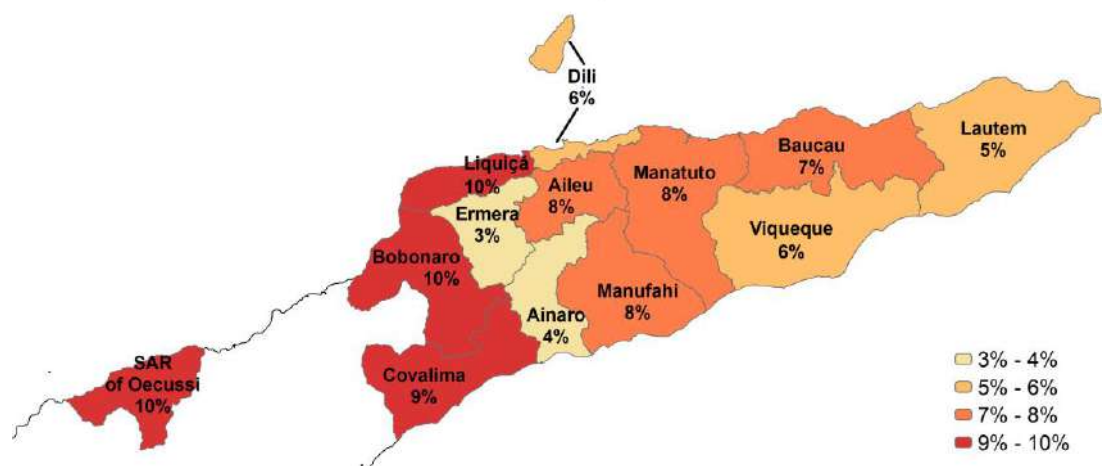 Dili
6%
Lautem
5%
Baucau
7%
Manatuto
8%
Liquiçá
10%
Aileu
8%
Ermera
3%
Viqueque
6%
Bobonaro
10%
Manufahi
8%
Ainaro
4%
SAR
of Oecussi
10%
Covalima
9%
3% - 4%
5% - 6%
7% - 8%
9% - 10%